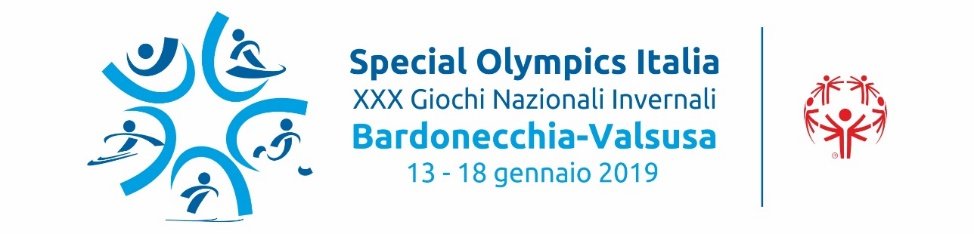 Special Olympics Italia
XXX Giochi Nazionali Invernali
Bardonecchia-Valsusa
13 - 18 gennaio 2019